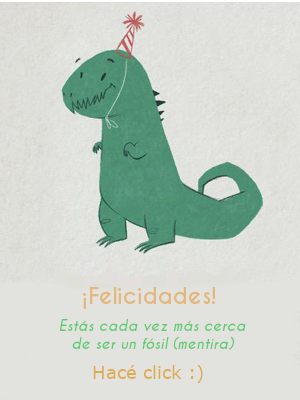 ¡Felicidades!
Estás cada vez más cerca
de ser un fósil (mentira)
Hacé click :)